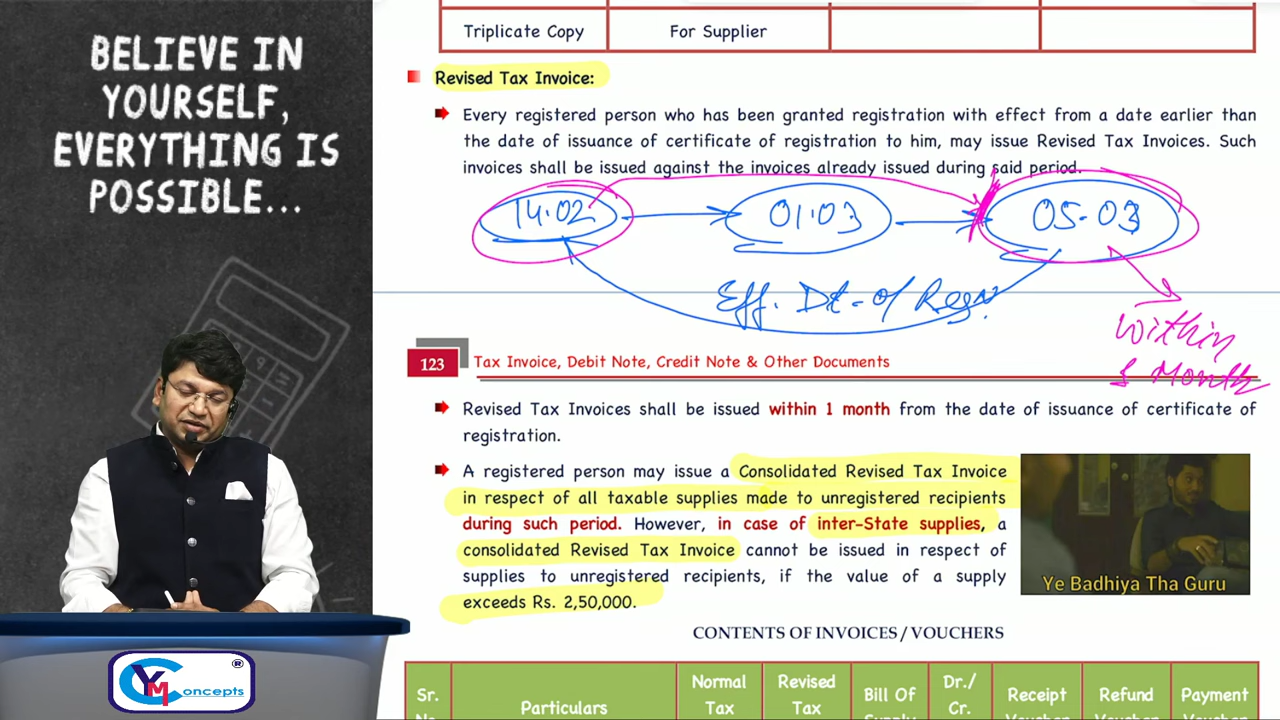 BELIEVE IN
YOURSELF,
EVERYTHING IS
POSSIBLE...
Triplicate Copy For Supplier
Revised Tax Invoice:
Every registered person who has been granted registration with effect from a date earlier than
the date of issuance of certificate of registration to him, may issue Revised Tax Invoices. Such
invoices shall be issued against the invoices already issued during said period.
14.02 01.03 05-03
Eff. Dt. of Regn.
within
1 Month
123 Tax Invoice, Debit Note, Credit Note & Other Documents
Revised Tax Invoices shall be issued within 1 month from the date of issuance of certificate of
registration.
A registered person may issue a Consolidated Revised Tax Invoice
in respect of all taxable supplies made to unregistered recipients
during such period. However, in case of inter-State supplies, a
consolidated Revised Tax Invoice cannot be issued in respect of
supplies to unregistered recipients, if the value of a supply
exceeds Rs. 2,50,000.
Ye Badhiya Tha Guru
CONTENTS OF INVOICES / VOUCHERS
Sr. Particulars Normal Tax Revised Tax Bill Of Dr./ Cr. Receipt Refund Payment
CYM oncepts ®